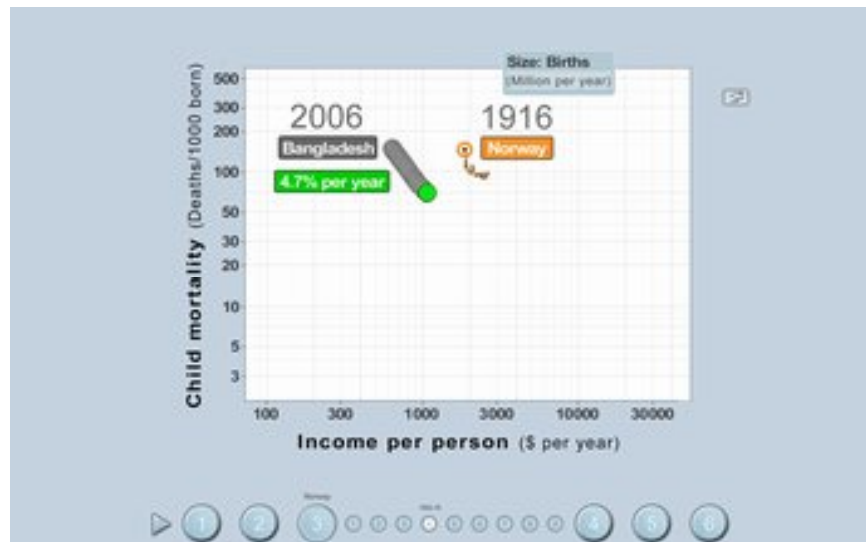 Size: Births
(Million per year)
500
300
200
100
50
30
20
10
5
3
Child mortality (Deaths/1000 born)
2006
Bangladesh
4.7% per year
1916
Norway
100 300 1000 3000 10000 30000
Income per person ($ per year)
Norway
1 2 3 4 5 6